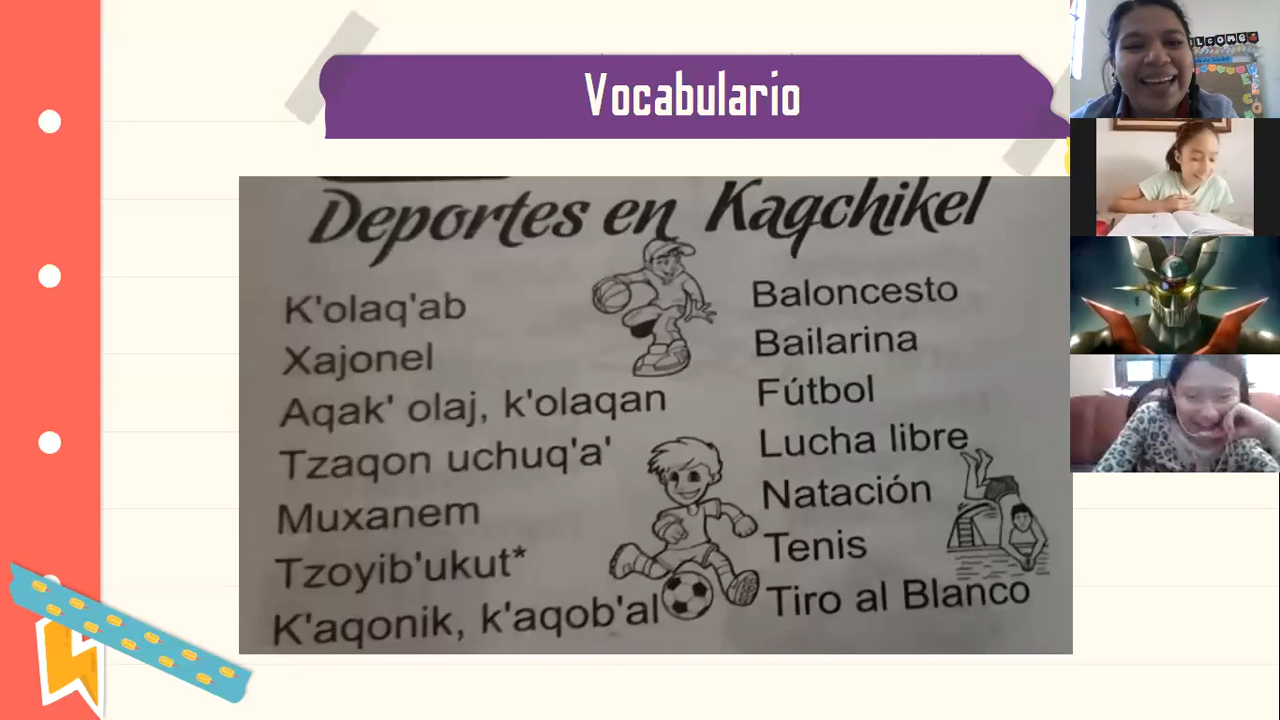 Vocabulario
Deportes en Kaqchikel
K'olaq'ab Baloncesto
Xajonel Bailarina
Aqak' olaj, k'olaqan Fútbol
Tzaqon uchuq'a' Lucha libre
Muxanem Natación
Tzoyib'ukut* Tenis
K'aqonik, k'aqob'al Tiro al Blanco